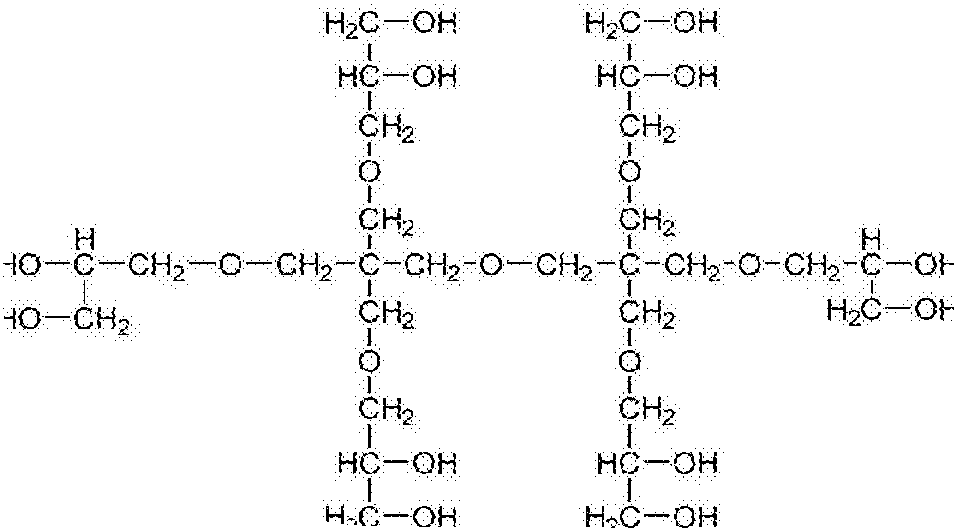 H₂C—OH H₂C—OH
HC—OH HC—OH
CH₂ CH₂
O O
CH₂ CH₂
H H
HO—C—CH₂—O—CH₂—C—CH₂—O—CH₂—C—CH₂—O—CH₂—C—OH
HO—CH₂ CH₂ CH₂ H₂C—OH
O O
CH₂ CH₂
HC—OH HC—OH
H₂C—OH H₂C—OH